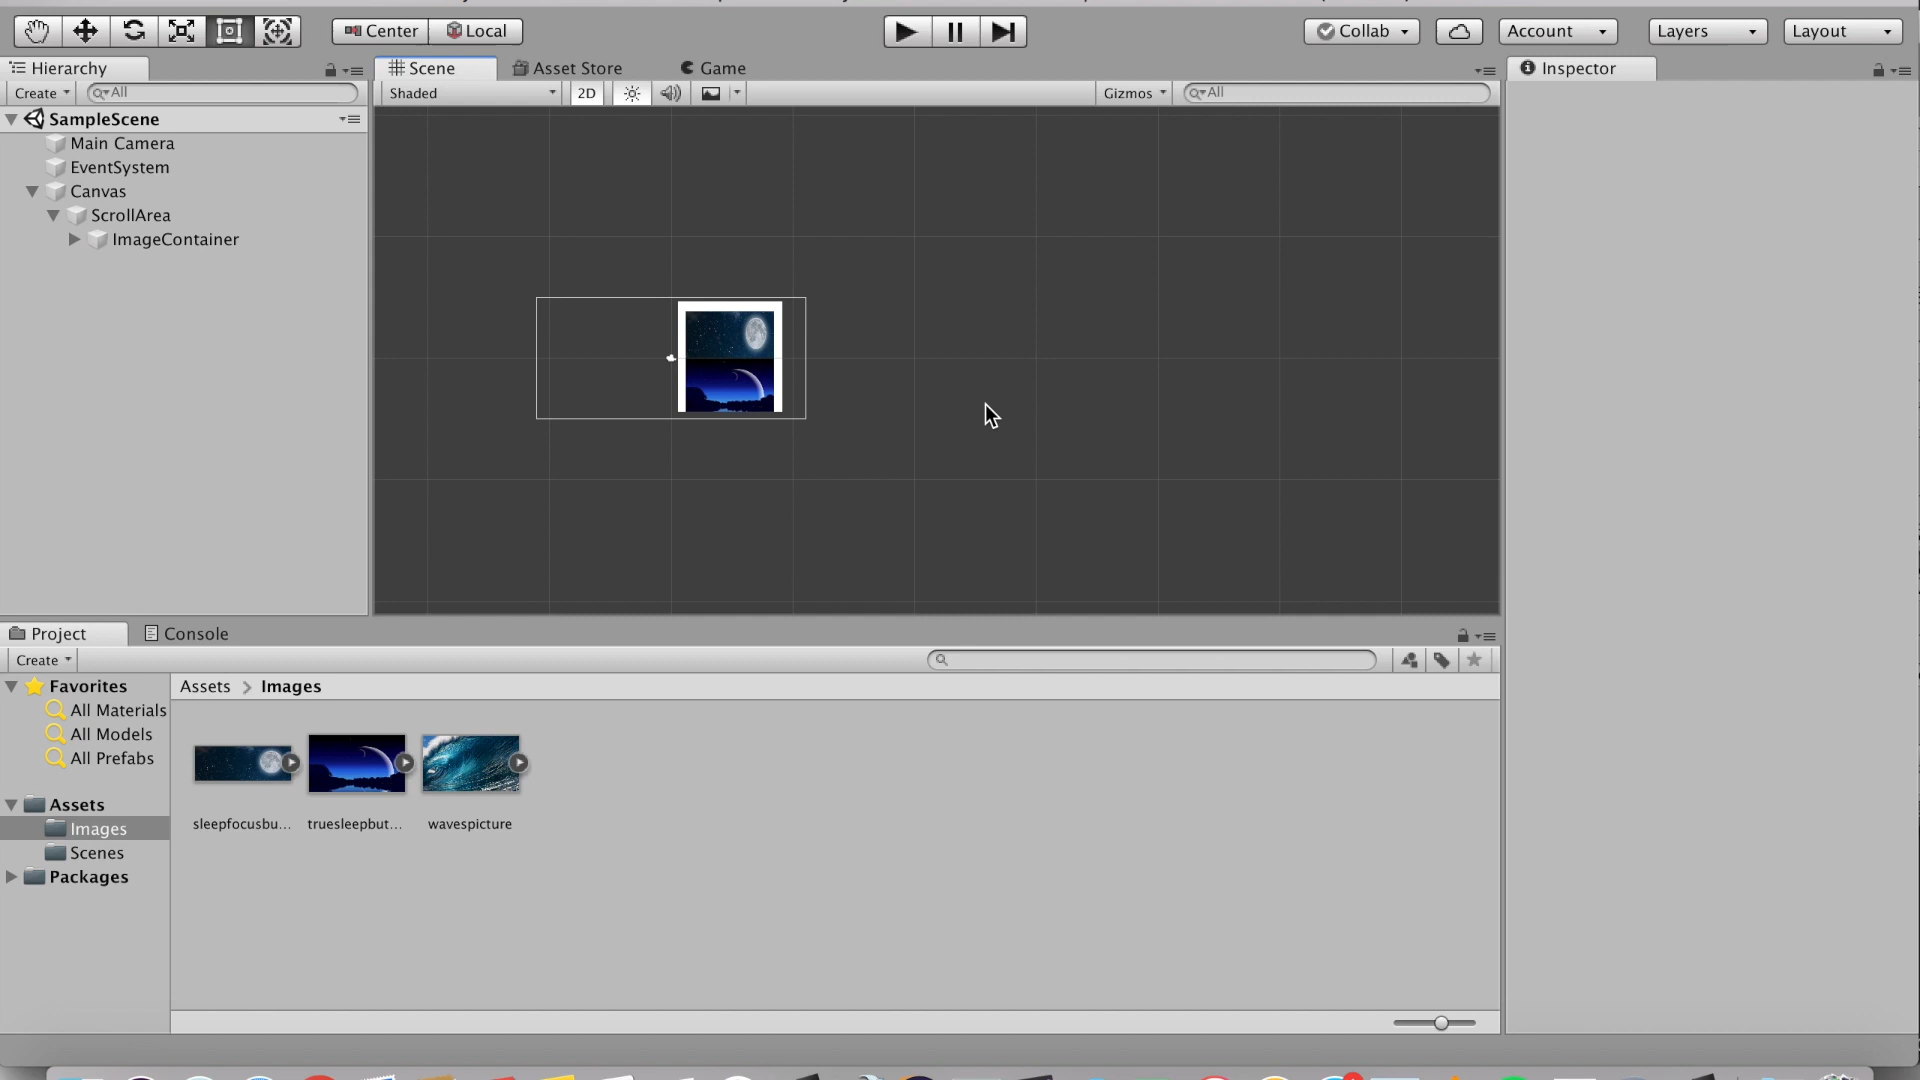 Center Local Collab Account Layers Layout
Hierarchy
Create All
SampleScene
Main Camera
EventSystem
Canvas
ScrollArea
ImageContainer
Scene Asset Store Game
Shaded 2D Gizmos All
Inspector
Project Console
Create
Favorites
All Materials
All Models
All Prefabs
Assets
Images
Scenes
Packages
Assets > Images
sleepfocusbu... truesleepbut... wavespicture